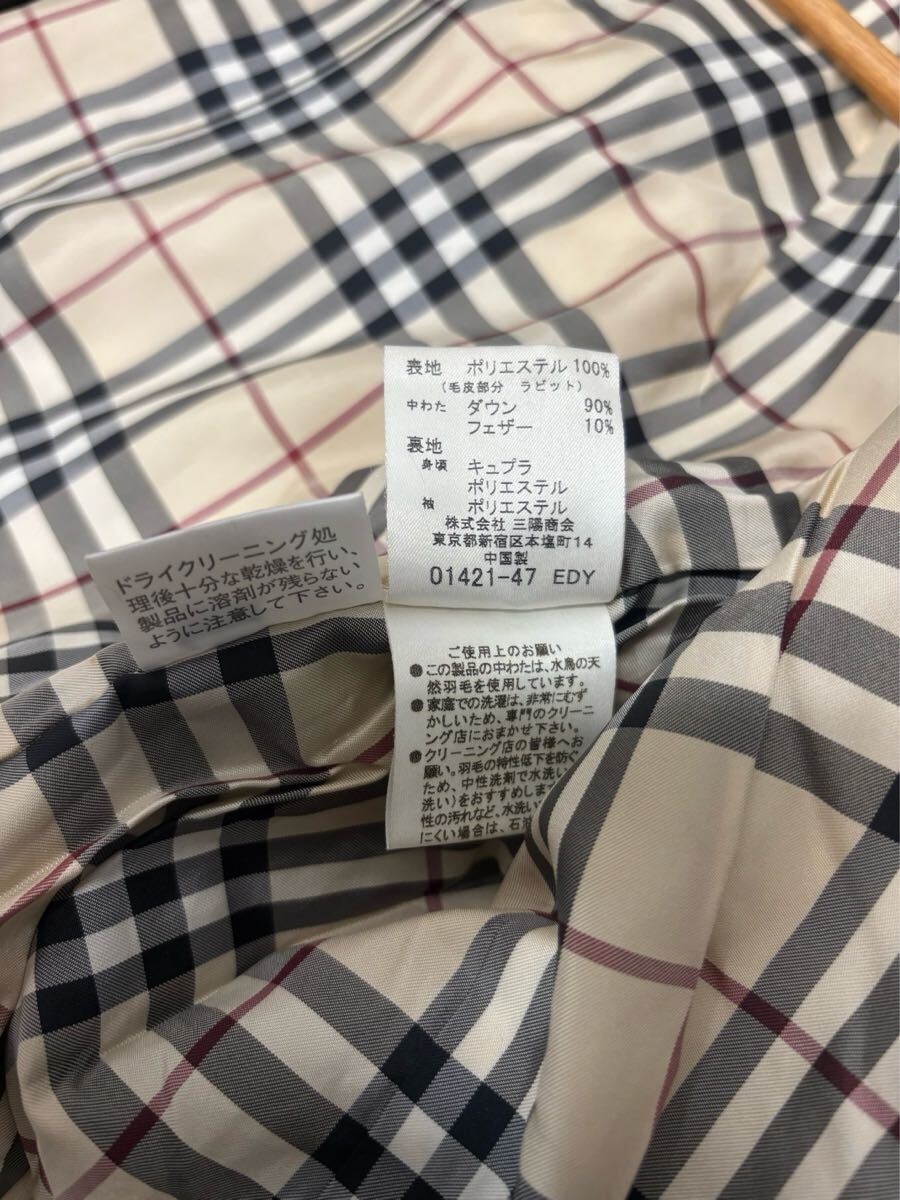 表地 ポリエステル 100%
(毛皮部分 ラビット)
中わた ダウン 90%
フェザー 10%
裏地
身頃 キュプラ
ポリエステル
袖 ポリエステル
株式会社 三陽商会
東京都新宿区本塩町14
中国製
01421-47 EDY
ドライクリーニング処
理後十分な乾燥を行い、
製品に溶剤が残らない
ように注意して下さい。
ご使用上のお願い
●この製品の中わたは、水鳥の天
然羽毛を使用しています。
●家庭での洗濯は、非常にむず
かしいため、専門のクリーニ
ング店におまかせ下さい。
●クリーニング店の皆様へお
願い。羽毛の特性低下を防ぐ
ため、中性洗剤で水洗い
洗い)をおすすめします
性の汚れなど、水洗い
にくい場合は、石油